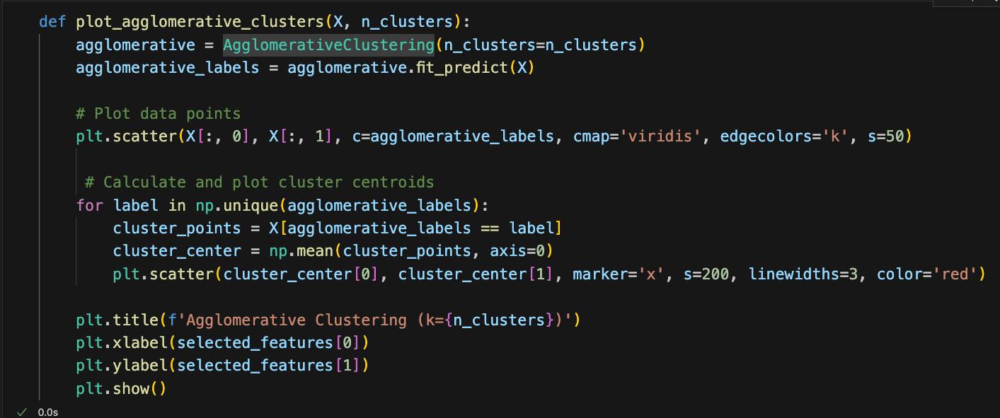 def plot_agglomerative_clusters(X, n_clusters):
    agglomerative = AgglomerativeClustering(n_clusters=n_clusters)
    agglomerative_labels = agglomerative.fit_predict(X)

    # Plot data points
    plt.scatter(X[:, 0], X[:, 1], c=agglomerative_labels, cmap='viridis', edgecolors='k', s=50)

     # Calculate and plot cluster centroids
    for label in np.unique(agglomerative_labels):
        cluster_points = X[agglomerative_labels == label]
        cluster_center = np.mean(cluster_points, axis=0)
        plt.scatter(cluster_center[0], cluster_center[1], marker='x', s=200, linewidths=3, color='red')

    plt.title(f'Agglomerative Clustering (k={n_clusters})')
    plt.xlabel(selected_features[0])
    plt.ylabel(selected_features[1])
    plt.show()
✓ 0.0s